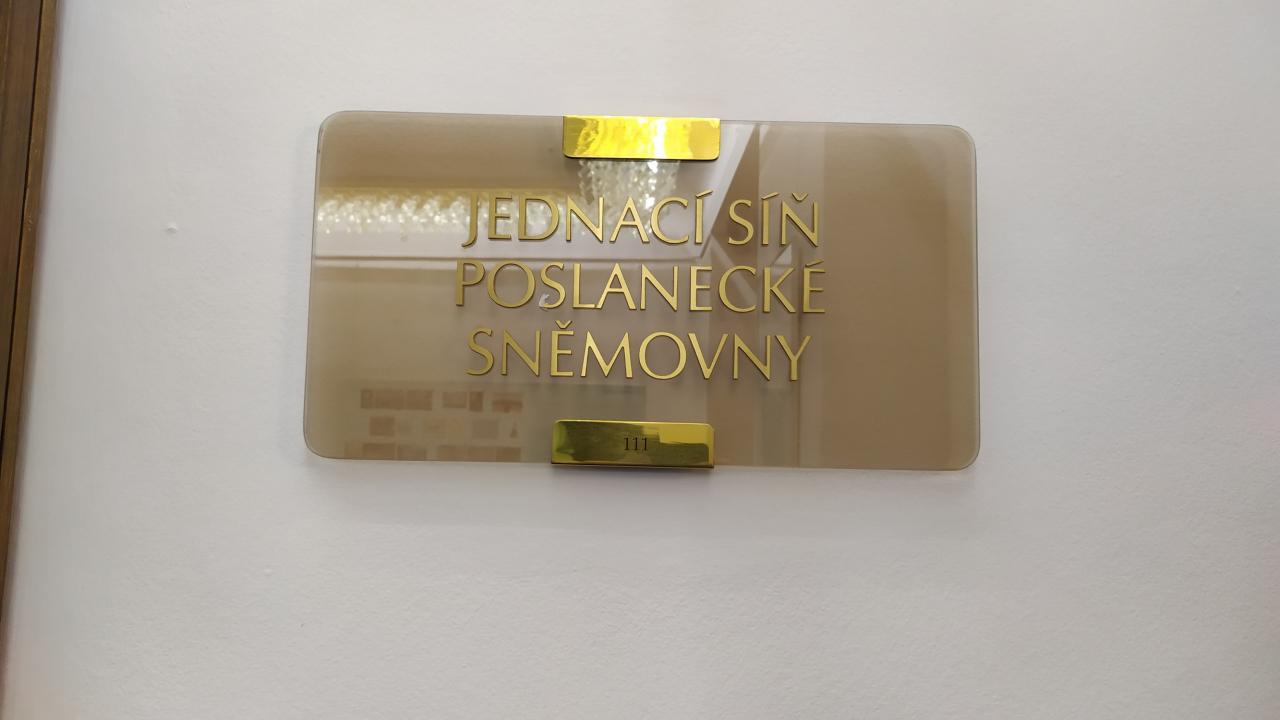 JEDNACÍ SÍŇ
POSLANECKÉ
SNĚMOVNY
111